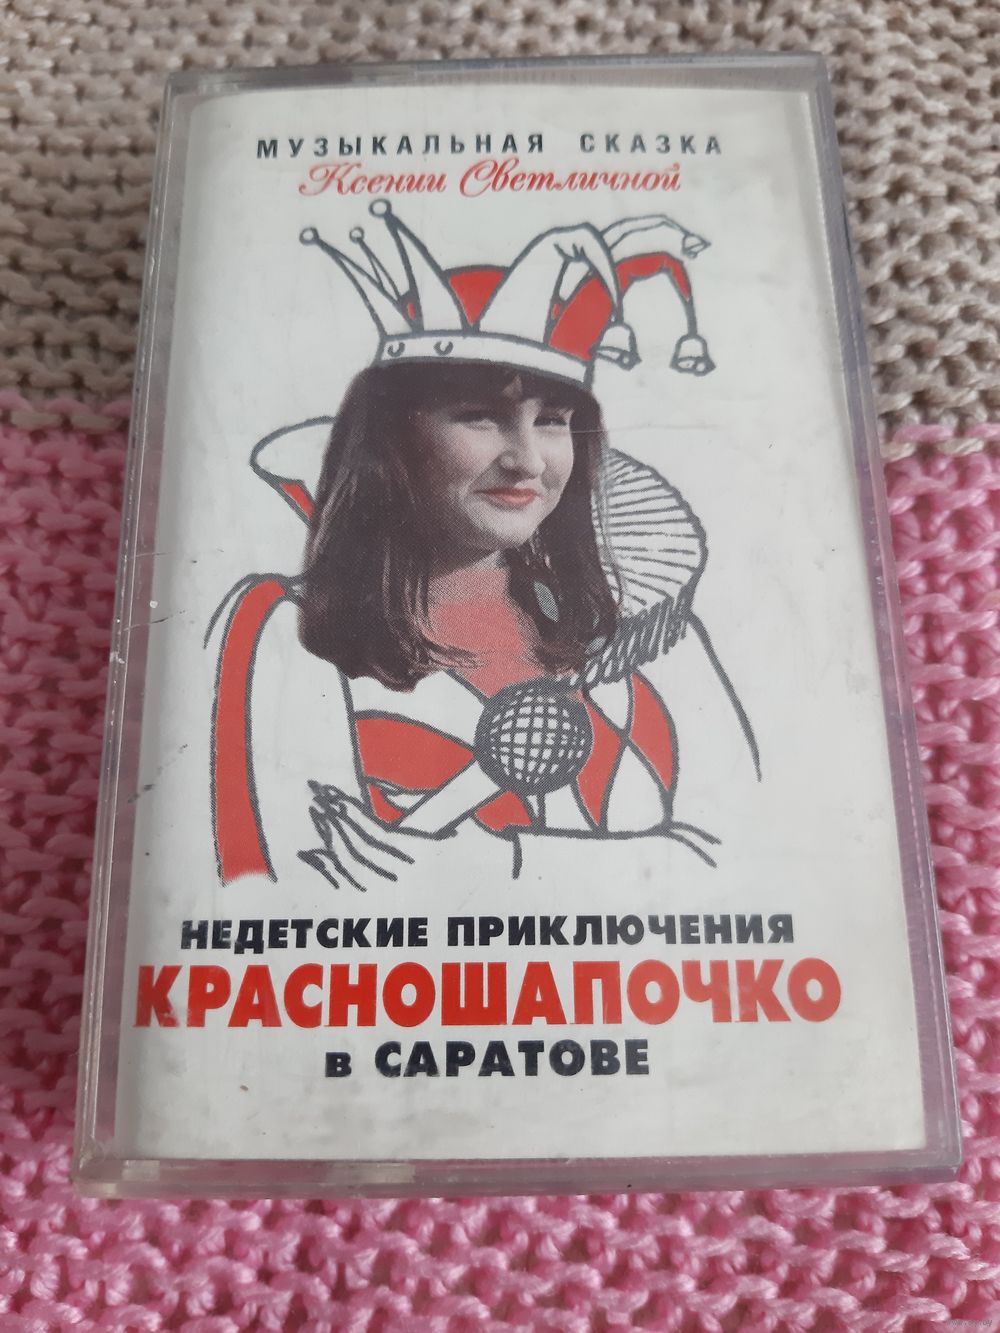 МУЗЫКАЛЬНАЯ СКАЗКА
Ксении Светличной
НЕДЕТСКИЕ ПРИКЛЮЧЕНИЯ
КРАСНОШАПОЧКО
в САРАТОВЕ